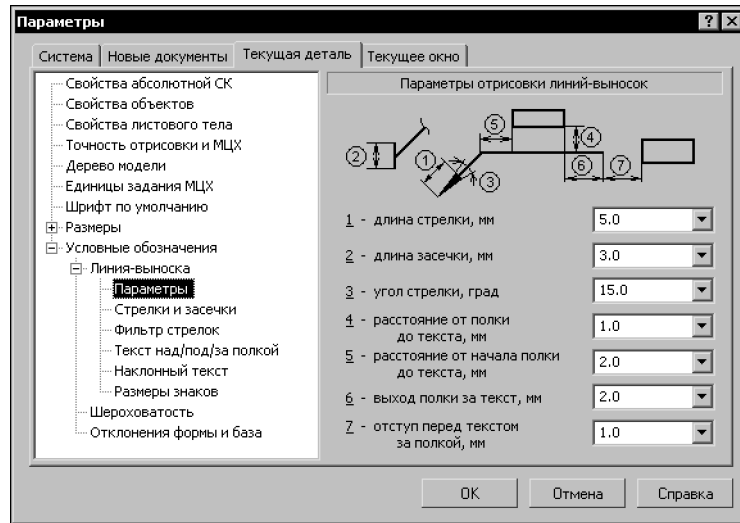 Параметры
Система
Новые документы
Текущая деталь
Текущее окно
Свойства абсолютной СК
Свойства объектов
Свойства листового тела
Точность отрисовки и МЦХ
Дерево модели
Единицы задания МЦХ
Шрифт по умолчанию
Размеры
Условные обозначения
Линия-выноска
Параметры
Стрелки и засечки
Фильтр стрелок
Текст над/под/за полкой
Наклонный текст
Размеры знаков
Шероховатость
Отклонения формы и база
Параметры отрисовки линий-выносок
5
4
2
1
6
7
3
1 - длина стрелки, мм 5.0
2 - длина засечки, мм 3.0
3 - угол стрелки, град 15.0
4 - расстояние от полки
до текста, мм 1.0
5 - расстояние от начала полки
до текста, мм 2.0
6 - выход полки за текст, мм 2.0
7 - отступ перед текстом
за полкой, мм 1.0
OK
Отмена
Справка